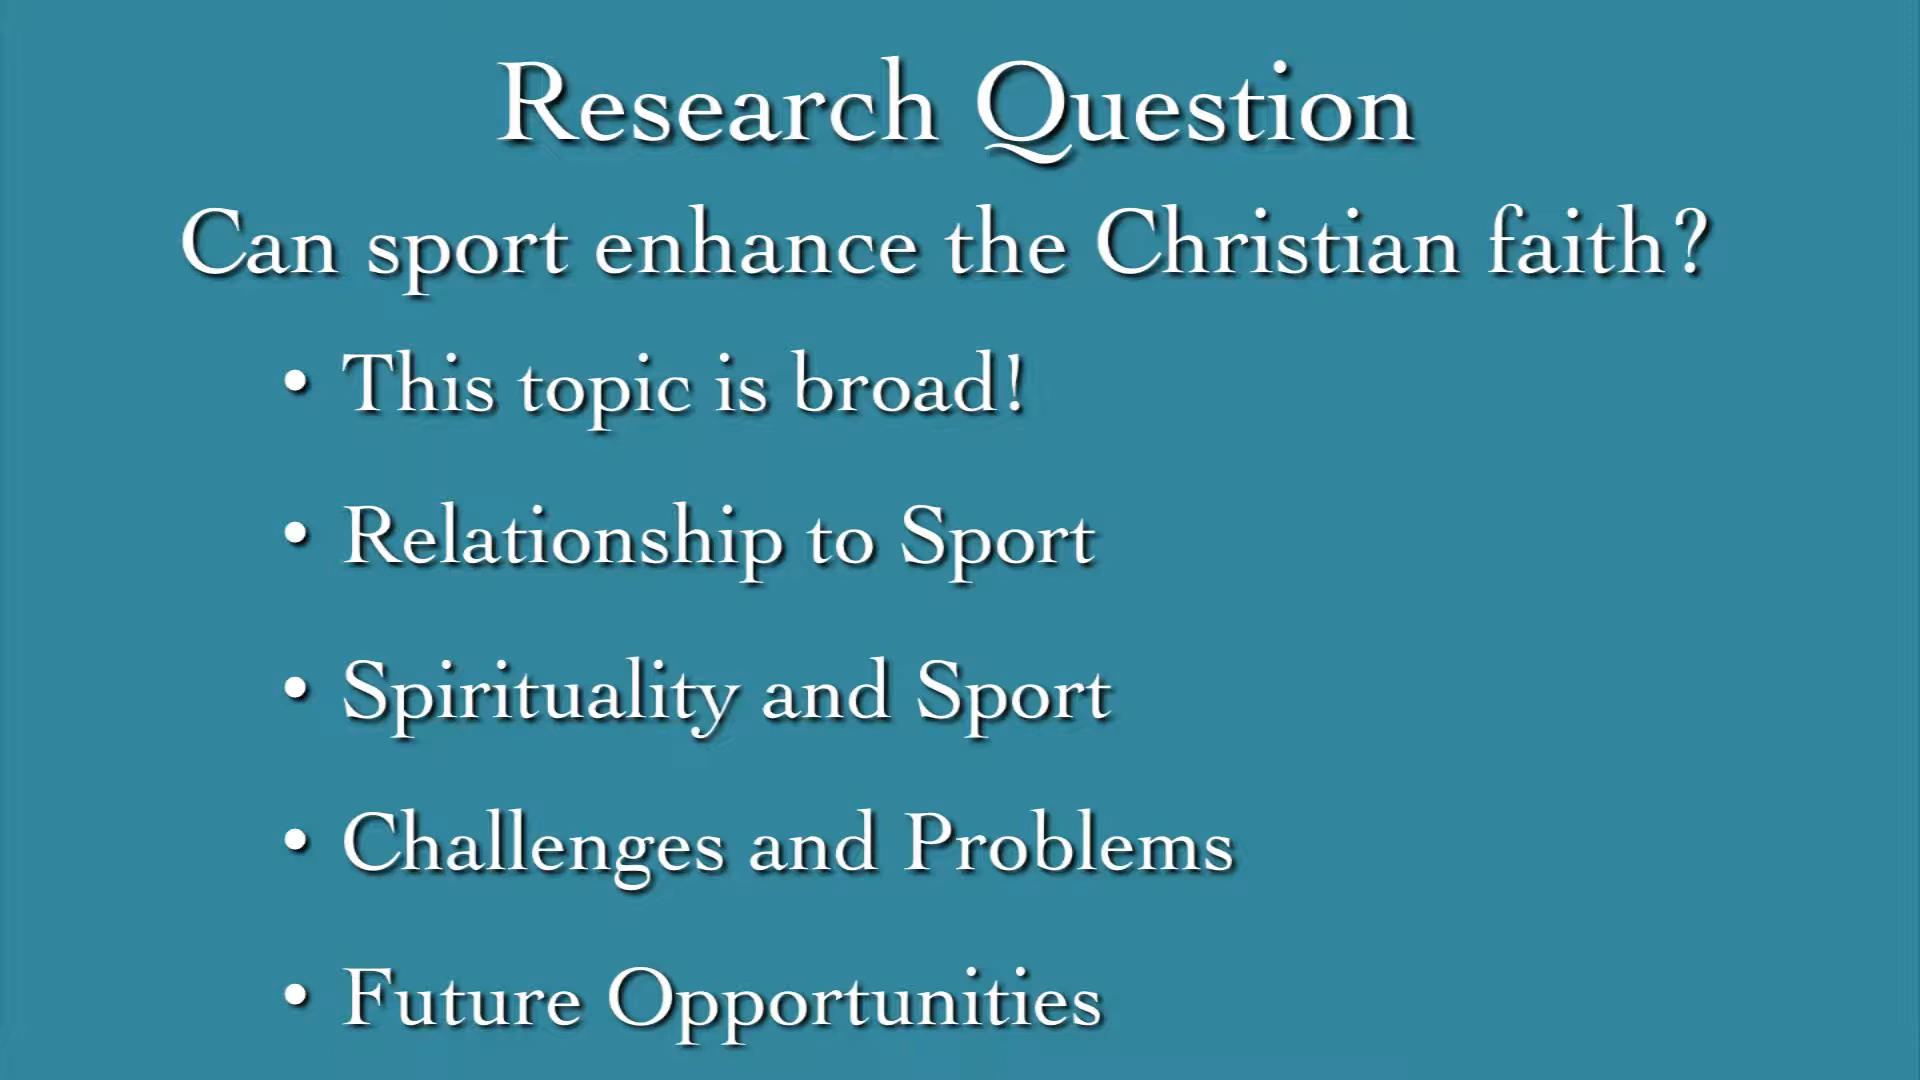 Research Question
Can sport enhance the Christian faith?
• This topic is broad!
• Relationship to Sport
• Spirituality and Sport
• Challenges and Problems
• Future Opportunities